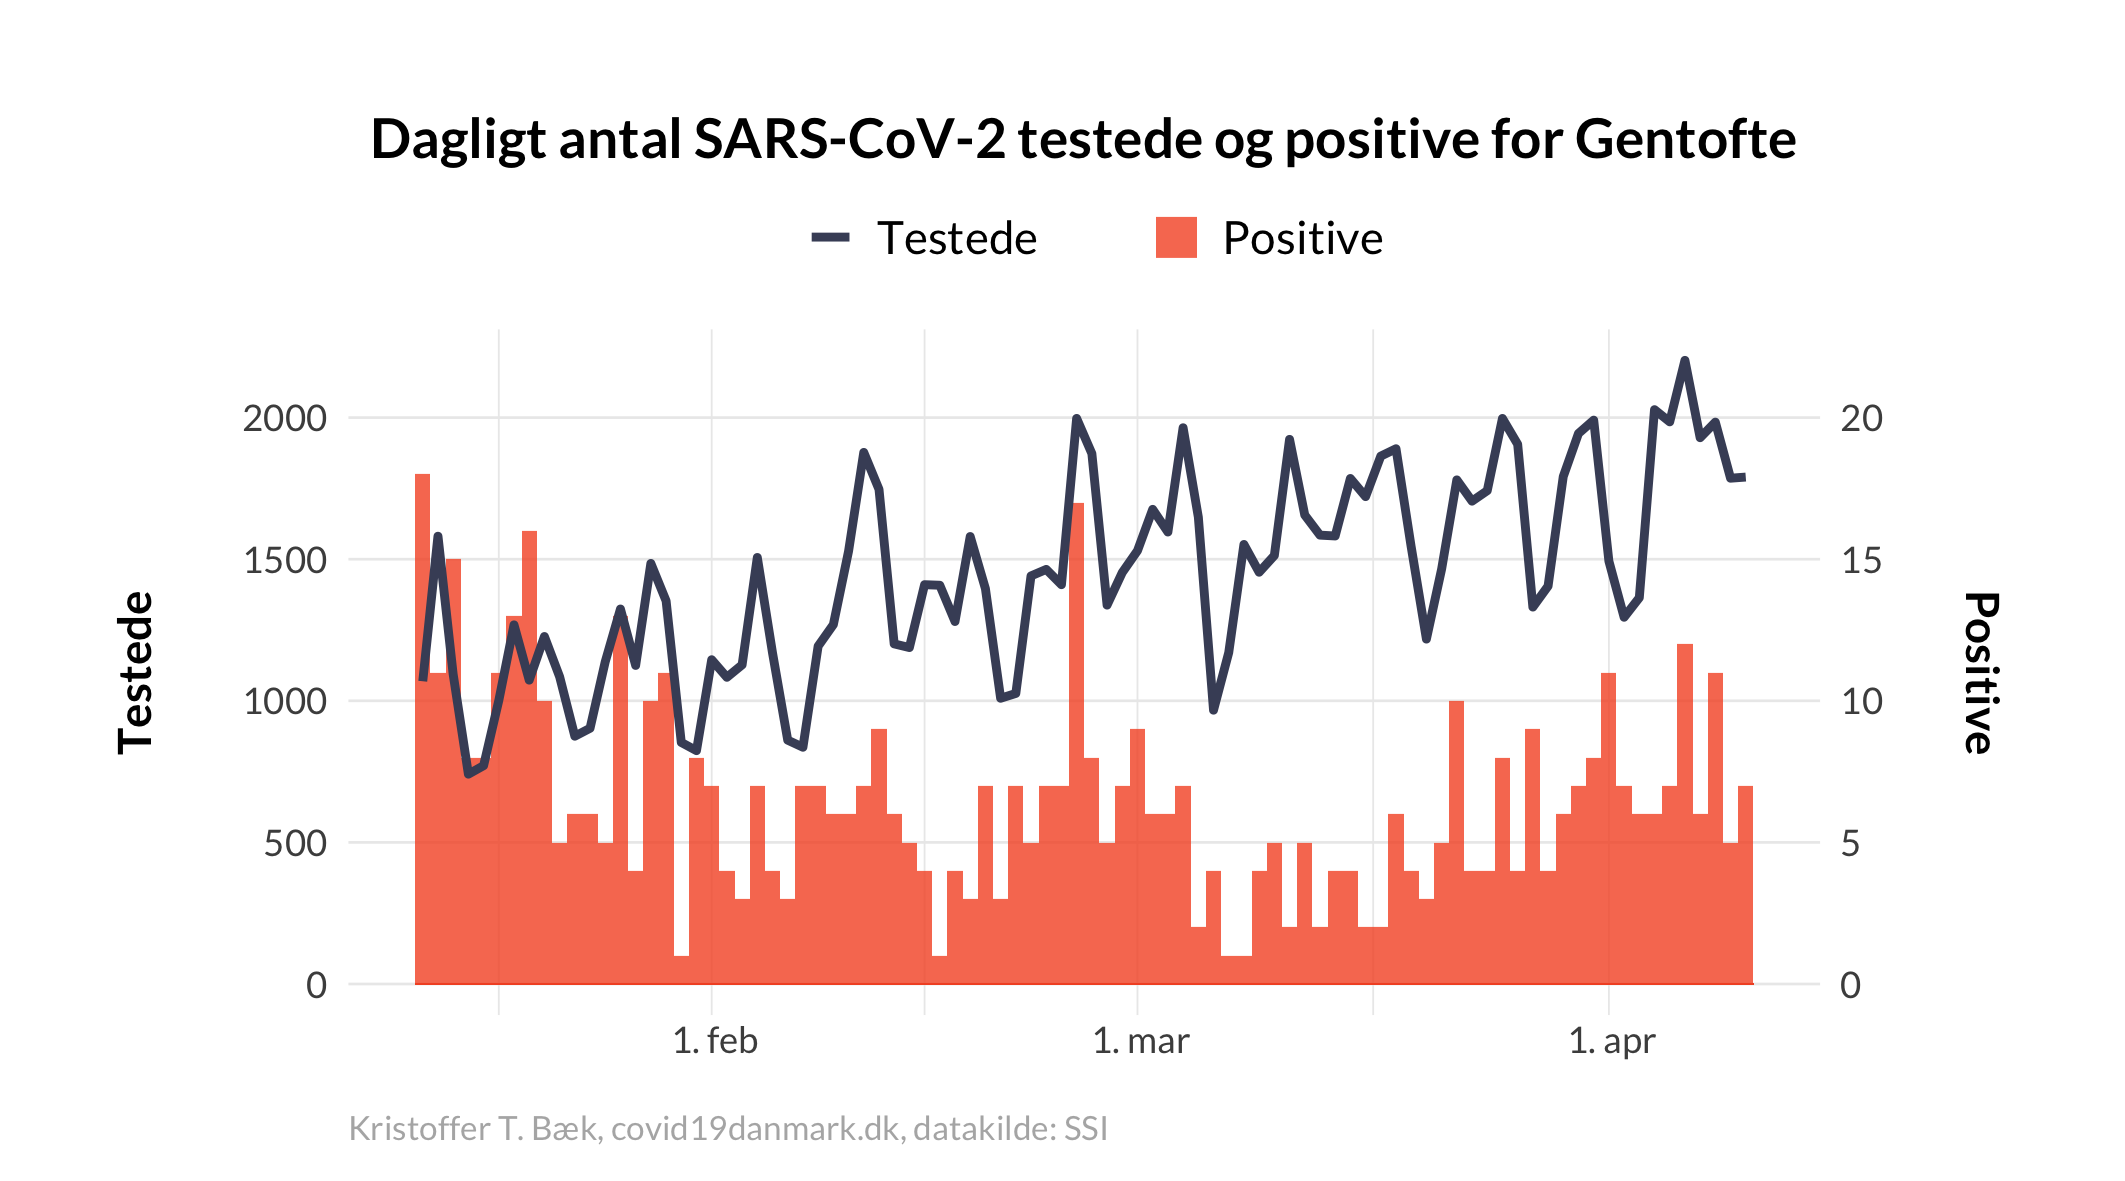 Dagligt antal SARS-CoV-2 testede og positive for Gentofte
Testede
Positive
2000
1500
1000
500
0
20
15
10
5
0
Testede
Positive
1. feb
1. mar
1. apr
Kristoffer T. Bæk, covid19danmark.dk, datakilde: SSI